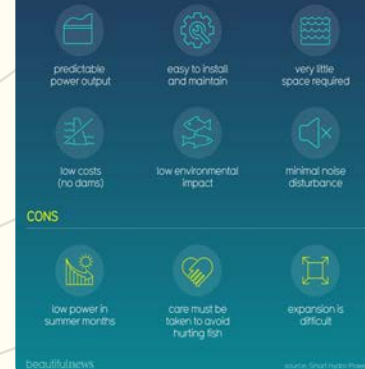 predictable
power output
easy to install
and maintain
very little
space required
low costs
(no dams)
low environmental
impact
minimal noise
disturbance
CONS
low power in
summer months
care must be
taken to avoid
hurting fish
expansion is
difficult
beautifulnews
source: Smart Hydro Power